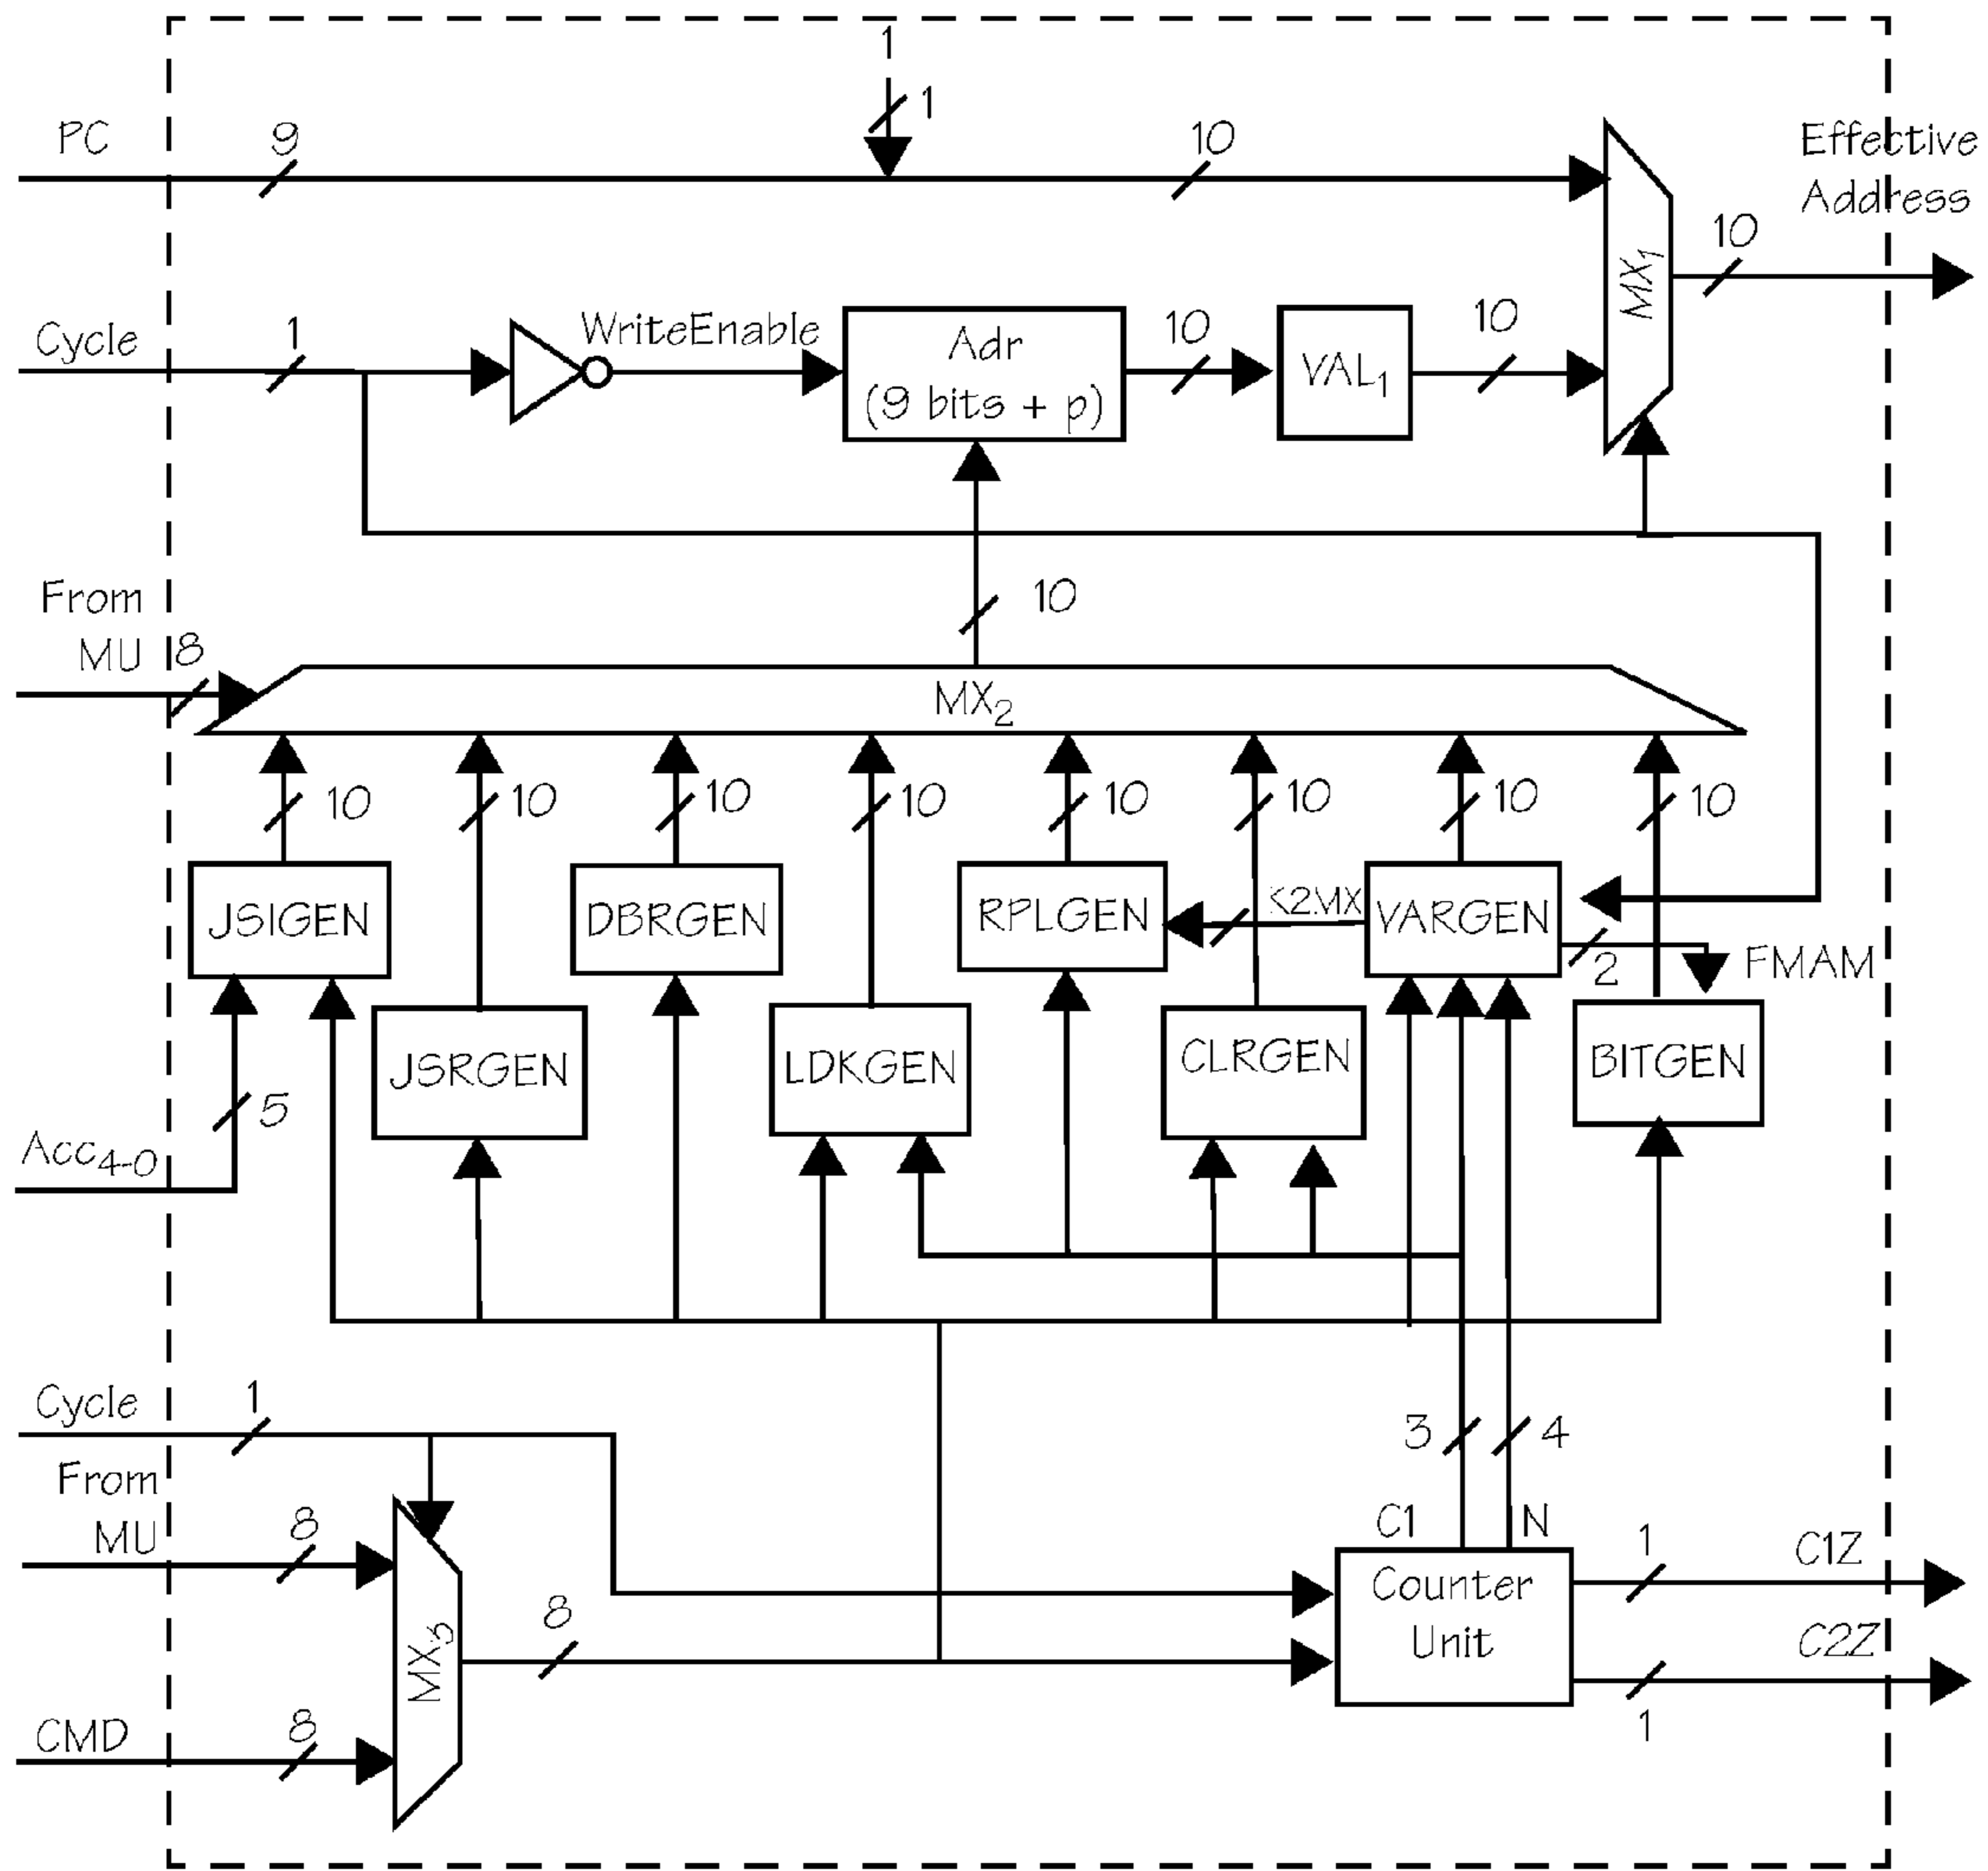 1
PC
9
1
10
Effective
Address
10
MX1
Cycle
1
WriteEnable
Adr
(9 bits + p)
10
VAL1
10
From
MU
8
10
MX2
10
10
10
10
10
10
10
10
JSIGEN
DBRGEN
RPLGEN
K2MX
VARGEN
2
FMAM
JSRGEN
LDKGEN
CLRGEN
BITGEN
5
Acc4-0
Cycle
1
3
4
From
MU
8
C1
N
1
C1Z
Counter
Unit
8
C2Z
1
CMD
8